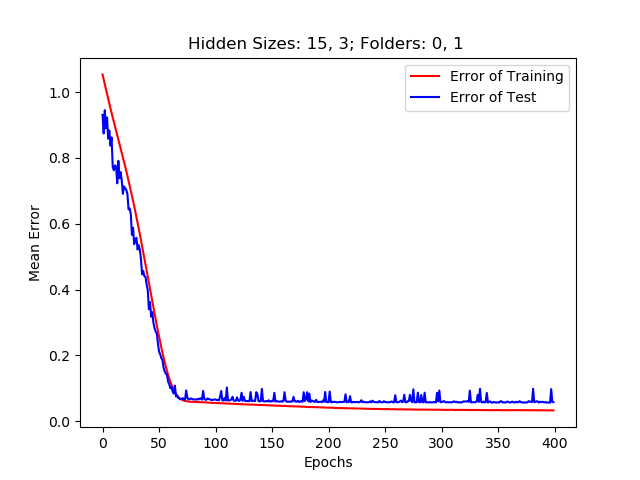 Hidden Sizes: 15, 3; Folders: 0, 1
Error of Training
Error of Test
Mean Error
1.0
0.8
0.6
0.4
0.2
0.0
0 50 100 150 200 250 300 350 400
Epochs